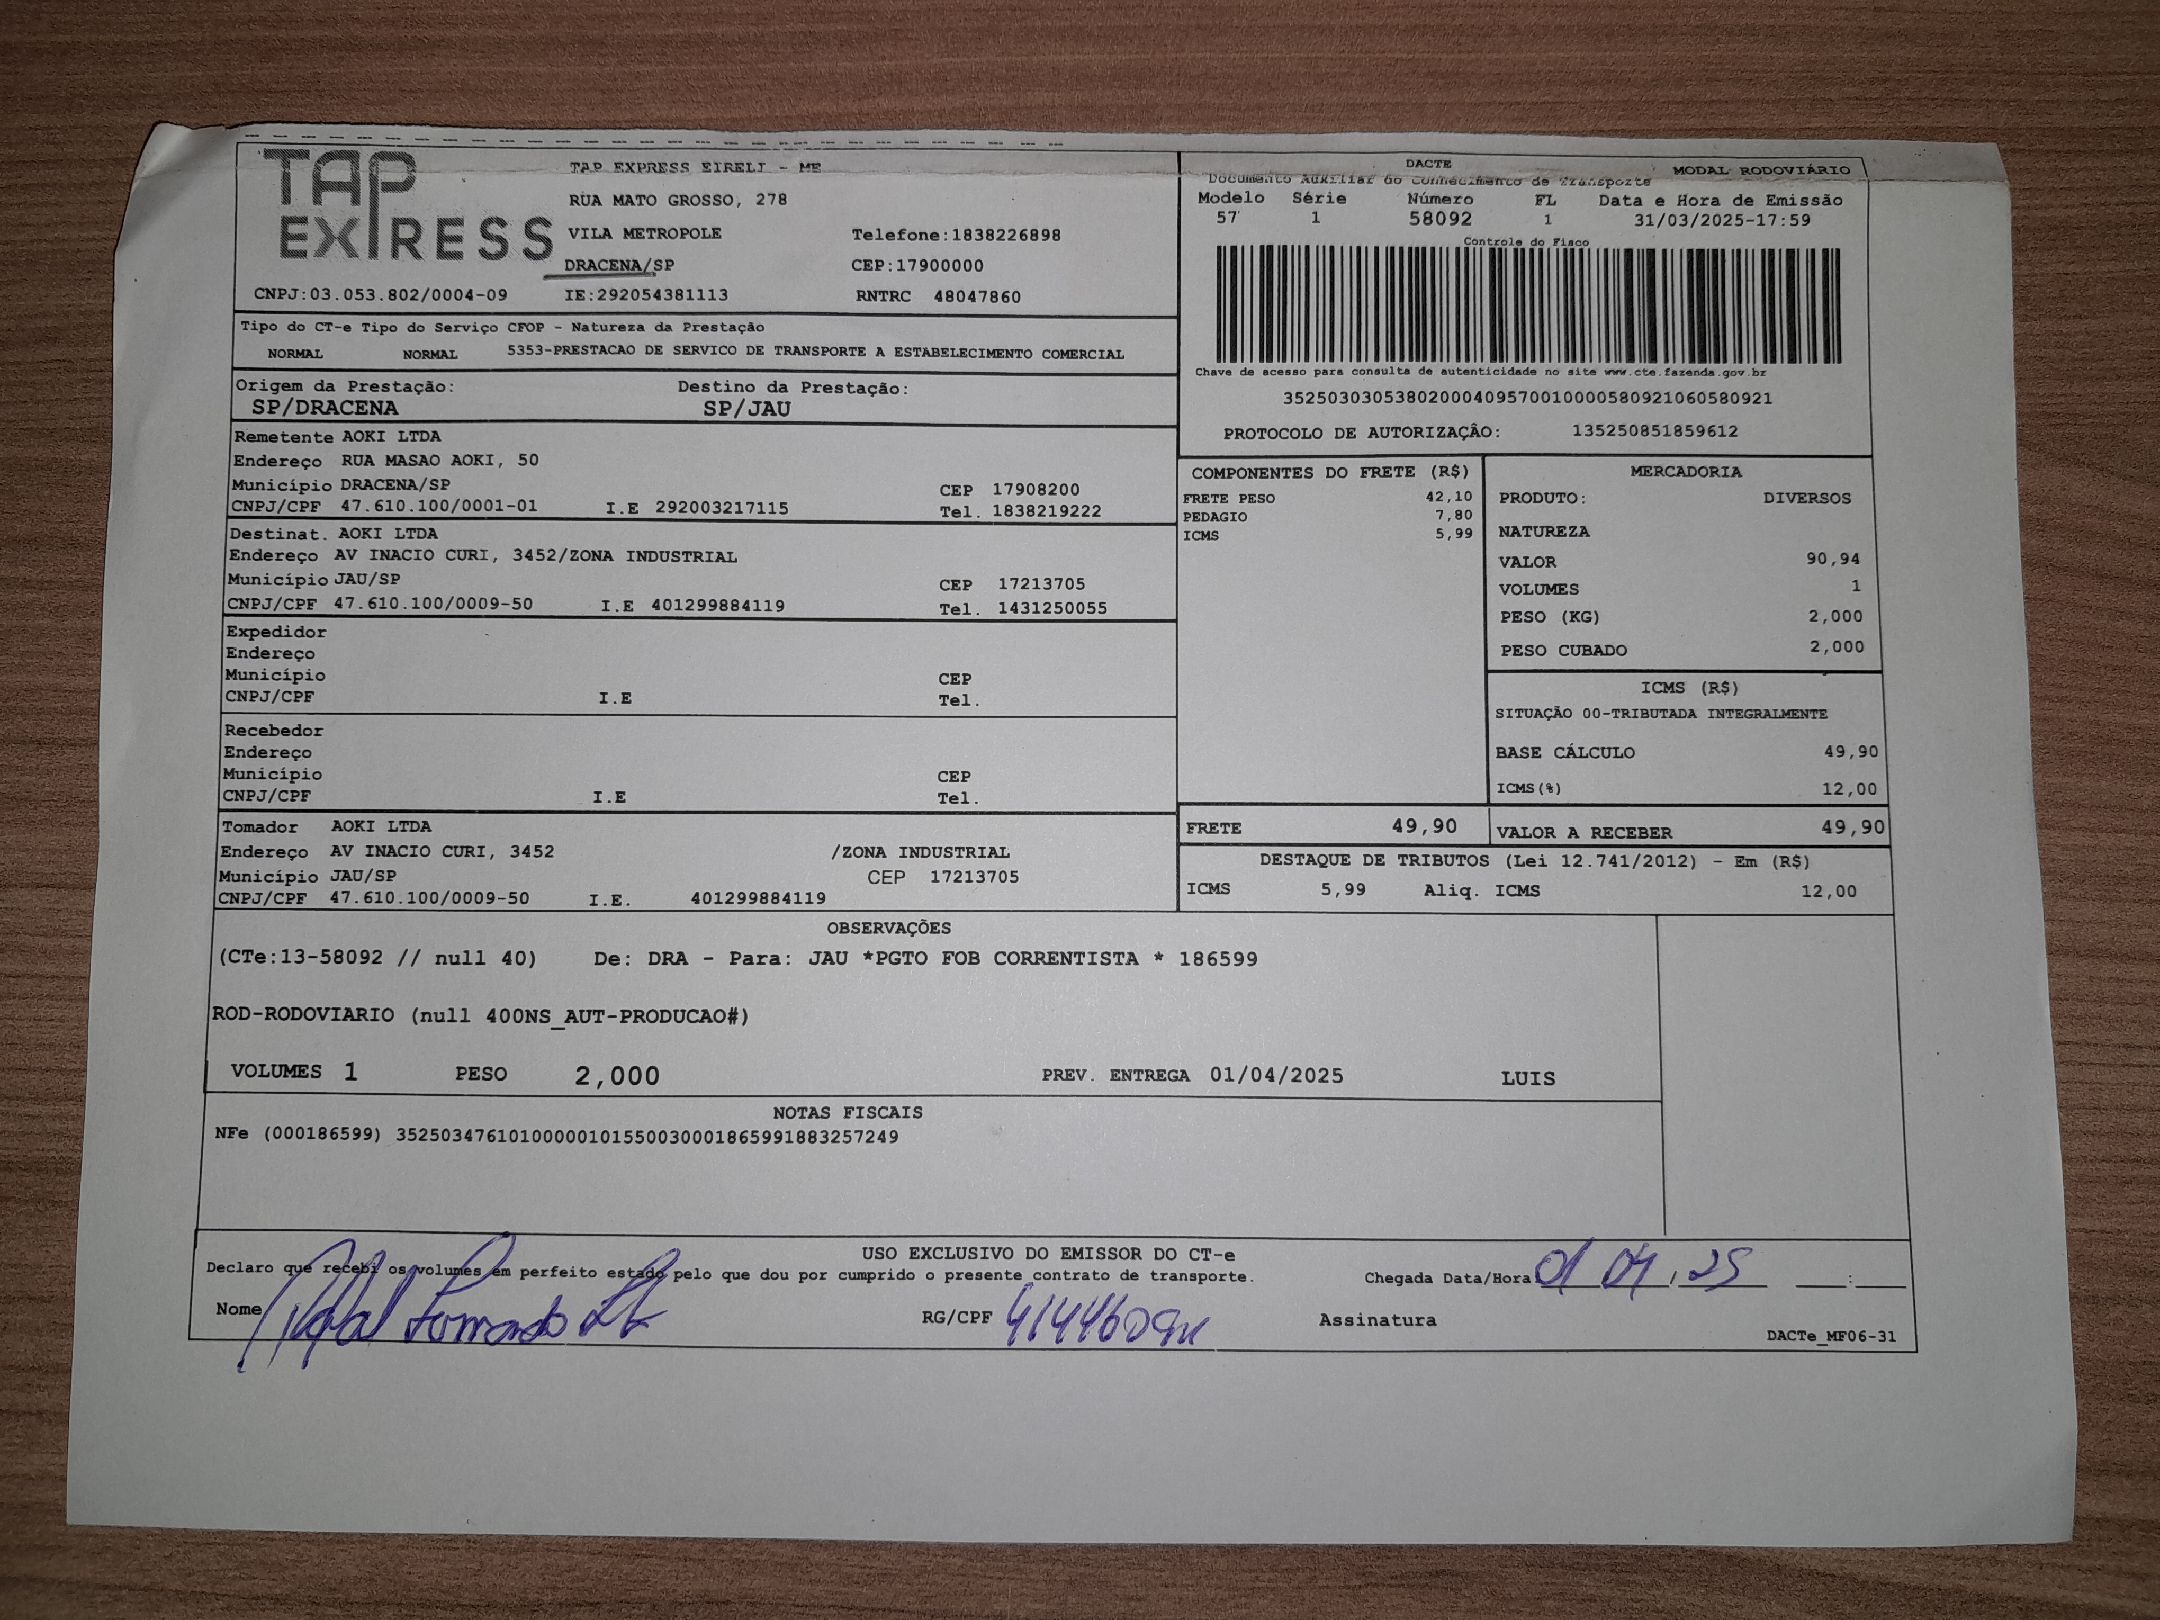 TAP EXPRESS
TAP EXPRESS EIRELI - ME
RUA MATO GROSSO, 278
VILA METROPOLE Telefone:1838226898
DRACENA/SP CEP:17900000
CNPJ:03.053.802/0004-09 IE:292054381113 RNTRC 48047860
DACTE MODAL RODOVIÁRIO
Documento Auxiliar do Conhecimento de Transporte
Modelo Série Número FL Data e Hora de Emissão
57 1 58092 1 31/03/2025-17:59
Controle do Fisco
Chave de acesso para consulta de autenticidade no site www.cte.fazenda.gov.br
35250303053802000409570010000580921060580921
PROTOCOLO DE AUTORIZAÇÃO: 135250851859612
Tipo do CT-e Tipo do Serviço CFOP - Natureza da Prestação
NORMAL NORMAL 5353-PRESTACAO DE SERVICO DE TRANSPORTE A ESTABELECIMENTO COMERCIAL
Origem da Prestação: Destino da Prestação:
SP/DRACENA SP/JAU
Remetente AOKI LTDA
Endereço RUA MASAO AOKI, 50
Município DRACENA/SP CEP 17908200
CNPJ/CPF 47.610.100/0001-01 I.E 292003217115 Tel. 1838219222
Destinat. AOKI LTDA
Endereço AV INACIO CURI, 3452/ZONA INDUSTRIAL
Município JAU/SP CEP 17213705
CNPJ/CPF 47.610.100/0009-50 I.E 401299884119 Tel. 1431250055
Expedidor
Endereço
Município CEP
CNPJ/CPF I.E Tel.
Recebedor
Endereço
Município CEP
CNPJ/CPF I.E Tel.
Tomador AOKI LTDA
Endereço AV INACIO CURI, 3452 /ZONA INDUSTRIAL
Município JAU/SP CEP 17213705
CNPJ/CPF 47.610.100/0009-50 I.E. 401299884119
COMPONENTES DO FRETE (R$)
FRETE PESO 42,10
PEDAGIO 7,80
ICMS 5,99
MERCADORIA
PRODUTO: DIVERSOS
NATUREZA
VALOR 90,94
VOLUMES 1
PESO (KG) 2,000
PESO CUBADO 2,000
ICMS (R$)
SITUAÇÃO 00-TRIBUTADA INTEGRALMENTE
BASE CÁLCULO 49,90
ICMS(%) 12,00
FRETE 49,90 VALOR A RECEBER 49,90
DESTAQUE DE TRIBUTOS (Lei 12.741/2012) - Em (R$)
ICMS 5,99 Aliq. ICMS 12,00
OBSERVAÇÕES
(CTe:13-58092 // null 40) De: DRA - Para: JAU *PGTO FOB CORRENTISTA * 186599
ROD-RODOVIARIO (null 400NS_AUT-PRODUCAO#)
VOLUMES 1 PESO 2,000 PREV. ENTREGA 01/04/2025 LUIS
NOTAS FISCAIS
NFe (000186599) 35250347610100000101550030001865991883257249
USO EXCLUSIVO DO EMISSOR DO CT-e
Declaro que recebi os volumes em perfeito estado pelo que dou por cumprido o presente contrato de transporte. Chegada Data/Hora 01 04, 25 :
Nome RG/CPF Assinatura
DACTe_MF06-31